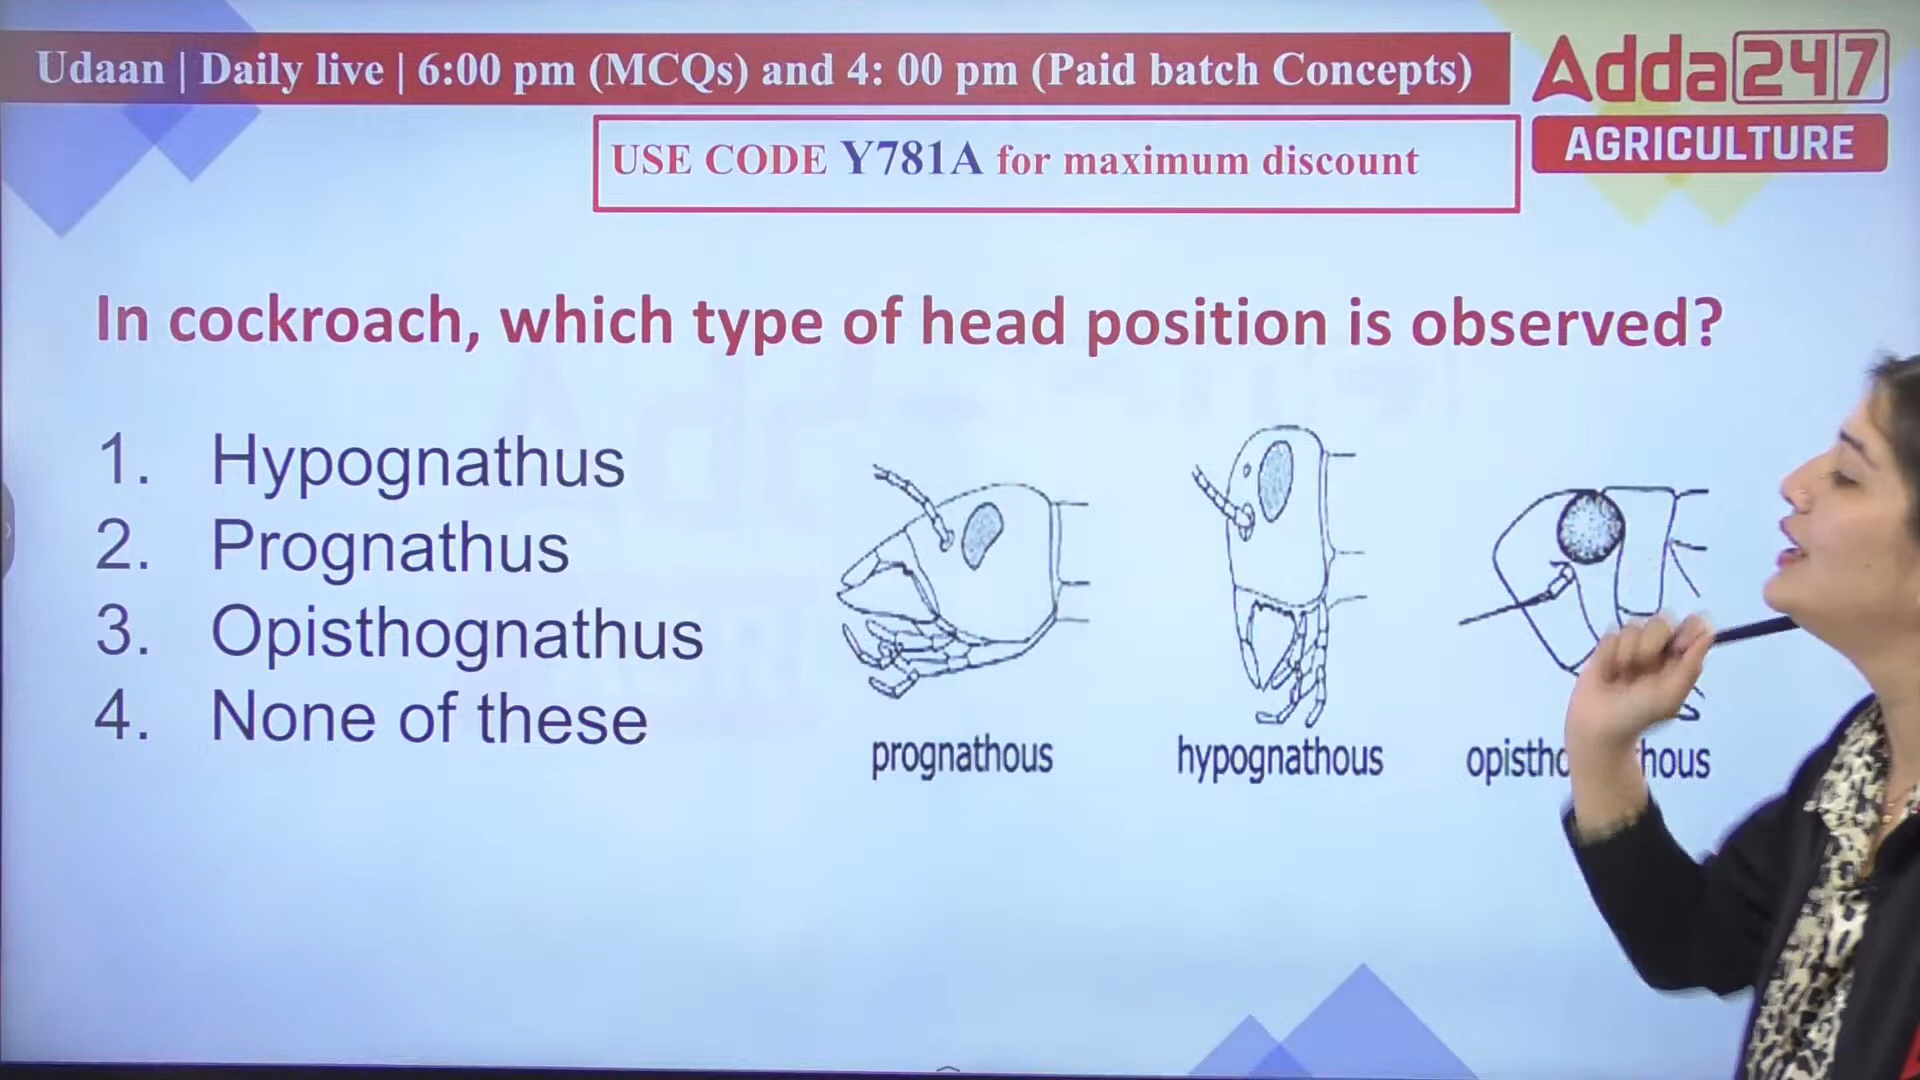 Udaan | Daily live | 6:00 pm (MCQs) and 4: 00 pm (Paid batch Concepts)
Adda247
AGRICULTURE
USE CODE Y781A for maximum discount
In cockroach, which type of head position is observed?
1. Hypognathus
2. Prognathus
3. Opisthognathus
4. None of these
prognathous
hypognathous